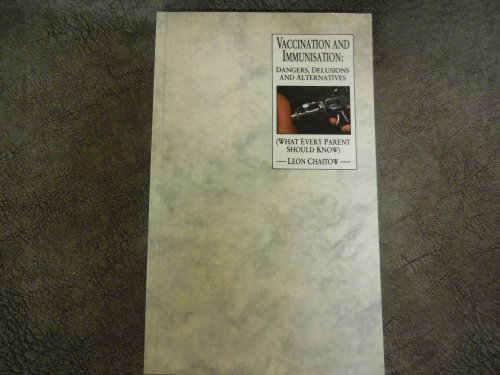 VACCINATION AND
IMMUNISATION:
DANGERS, DELUSIONS
AND ALTERNATIVES
(WHAT EVERY PARENT
SHOULD KNOW)
— LEON CHAITOW —